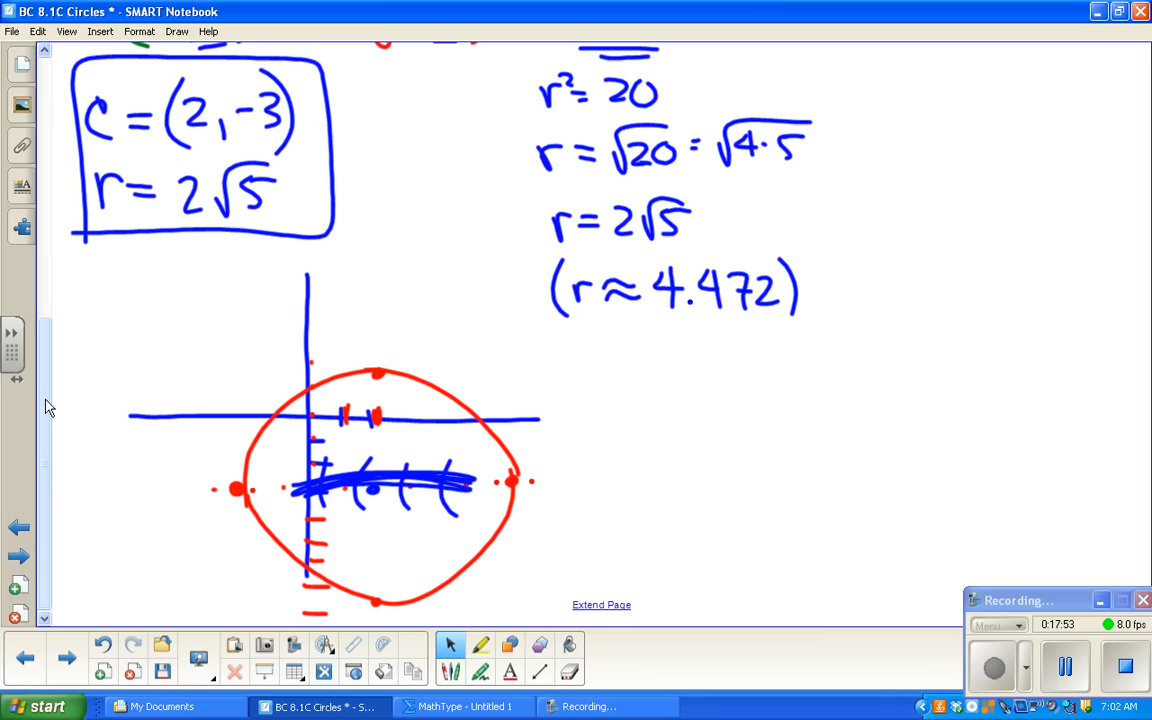 BC 8.1C Circles * - SMART Notebook
File Edit View Insert Format Draw Help
C = (2, -3)
r = 2√5
r² = 20
r = √20 = √4·5
r = 2√5
(r ≈ 4.472)
Extend Page
Recording...
Menu
0:17:53
8.0 fps
start
My Documents
BC 8.1C Circles * - S...
MathType - Untitled 1
Recording...
7:02 AM